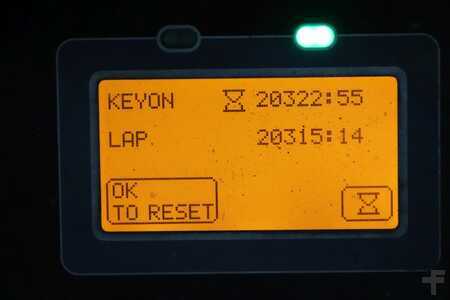 KEYON 20322:55
LAP 20315:14
OK
TO RESET